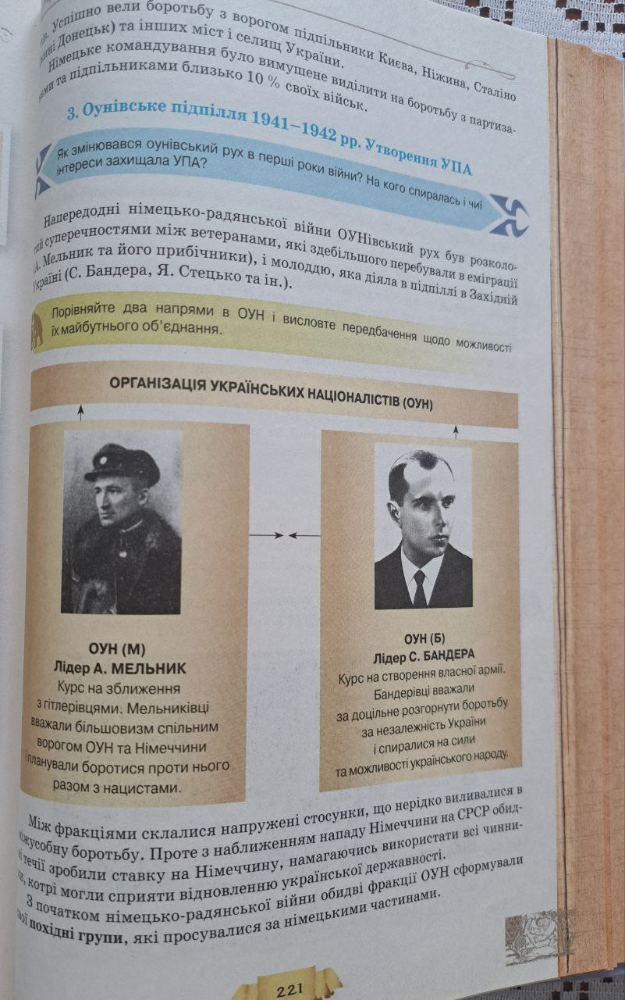 ів. Успішно вели боротьбу з ворогом підпільники Києва, Ніжина, Сталіно
(нині Донецьк) та інших міст і селищ України.
Німецьке командування було вимушене виділити на боротьбу з партиза-
нами та підпільниками близько 10 % своїх військ.
3. Оунівське підпілля 1941–1942 рр. Утворення УПА
Як змінювався оунівський рух в перші роки війни? На кого спиралась і чиї
інтереси захищала УПА?
Напередодні німецько-радянської війни ОУНівський рух був розколо-
тий суперечностями між ветеранами, які здебільшого перебували в еміграції
(А. Мельник та його прибічники), і молоддю, яка діяла в підпіллі в Західній
Україні (С. Бандера, Я. Стецько та ін.).
Порівняйте два напрями в ОУН і висловте передбачення щодо можливості
їх майбутнього об’єднання.
ОРГАНІЗАЦІЯ УКРАЇНСЬКИХ НАЦІОНАЛІСТІВ (ОУН)
ОУН (М)
Лідер А. МЕЛЬНИК
Курс на зближення
з гітлерівцями. Мельниківці
вважали більшовизм спільним
ворогом ОУН та Німеччини
і планували боротися проти нього
разом з нацистами.
ОУН (Б)
Лідер С. БАНДЕРА
Курс на створення власної армії.
Бандерівці вважали
за доцільне розгорнути боротьбу
за незалежність України
і спиралися на сили
та можливості українського народу.
Між фракціями склалися напружені стосунки, що нерідко виливалися в
міжусобну боротьбу. Проте з наближенням нападу Німеччини на СРСР обид-
ві течії зробили ставку на Німеччину, намагаючись використати всі чинни-
ки, котрі могли сприяти відновленню української державності.
З початком німецько-радянської війни обидві фракції ОУН сформували
свої похідні групи, які просувалися за німецькими частинами.
221